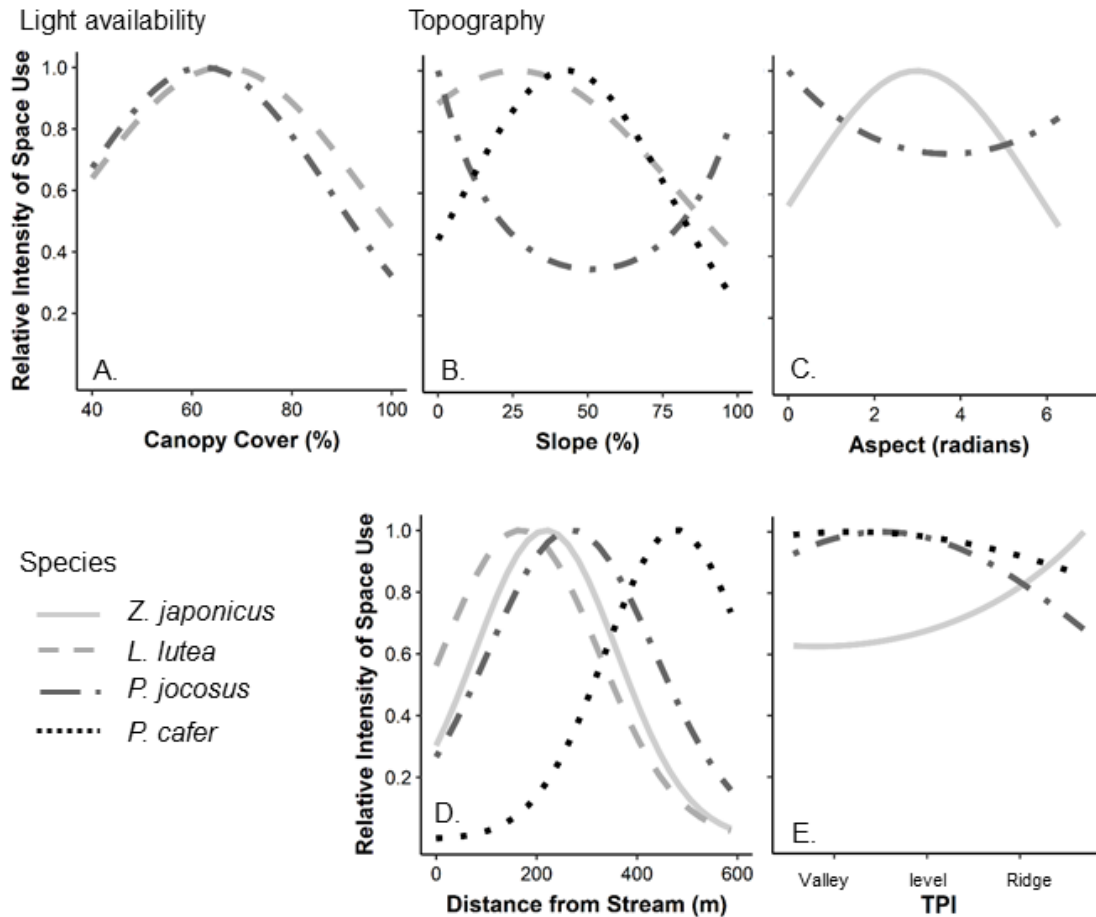 Light availability
Topography
Relative Intensity of Space Use
1.0
0.8
0.6
0.4
0.2
A.
40 60 80 100
Canopy Cover (%)
B.
0 25 50 75 100
Slope (%)
C.
0 2 4 6
Aspect (radians)
Species
Z. japonicus
L. lutea
P. jocosus
P. cafer
Relative Intensity of Space Use
1.0
0.8
0.6
0.4
0.2
D.
0 200 400 600
Distance from Stream (m)
E.
Valley level Ridge
TPI